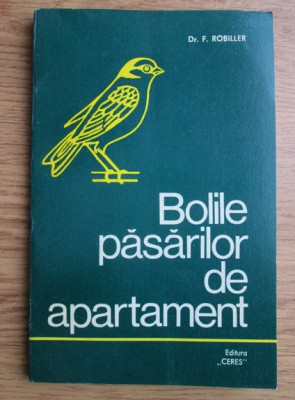 Dr. F. ROBILLER
Bolile
păsărilor
de
apartament
Editura
„CERES"